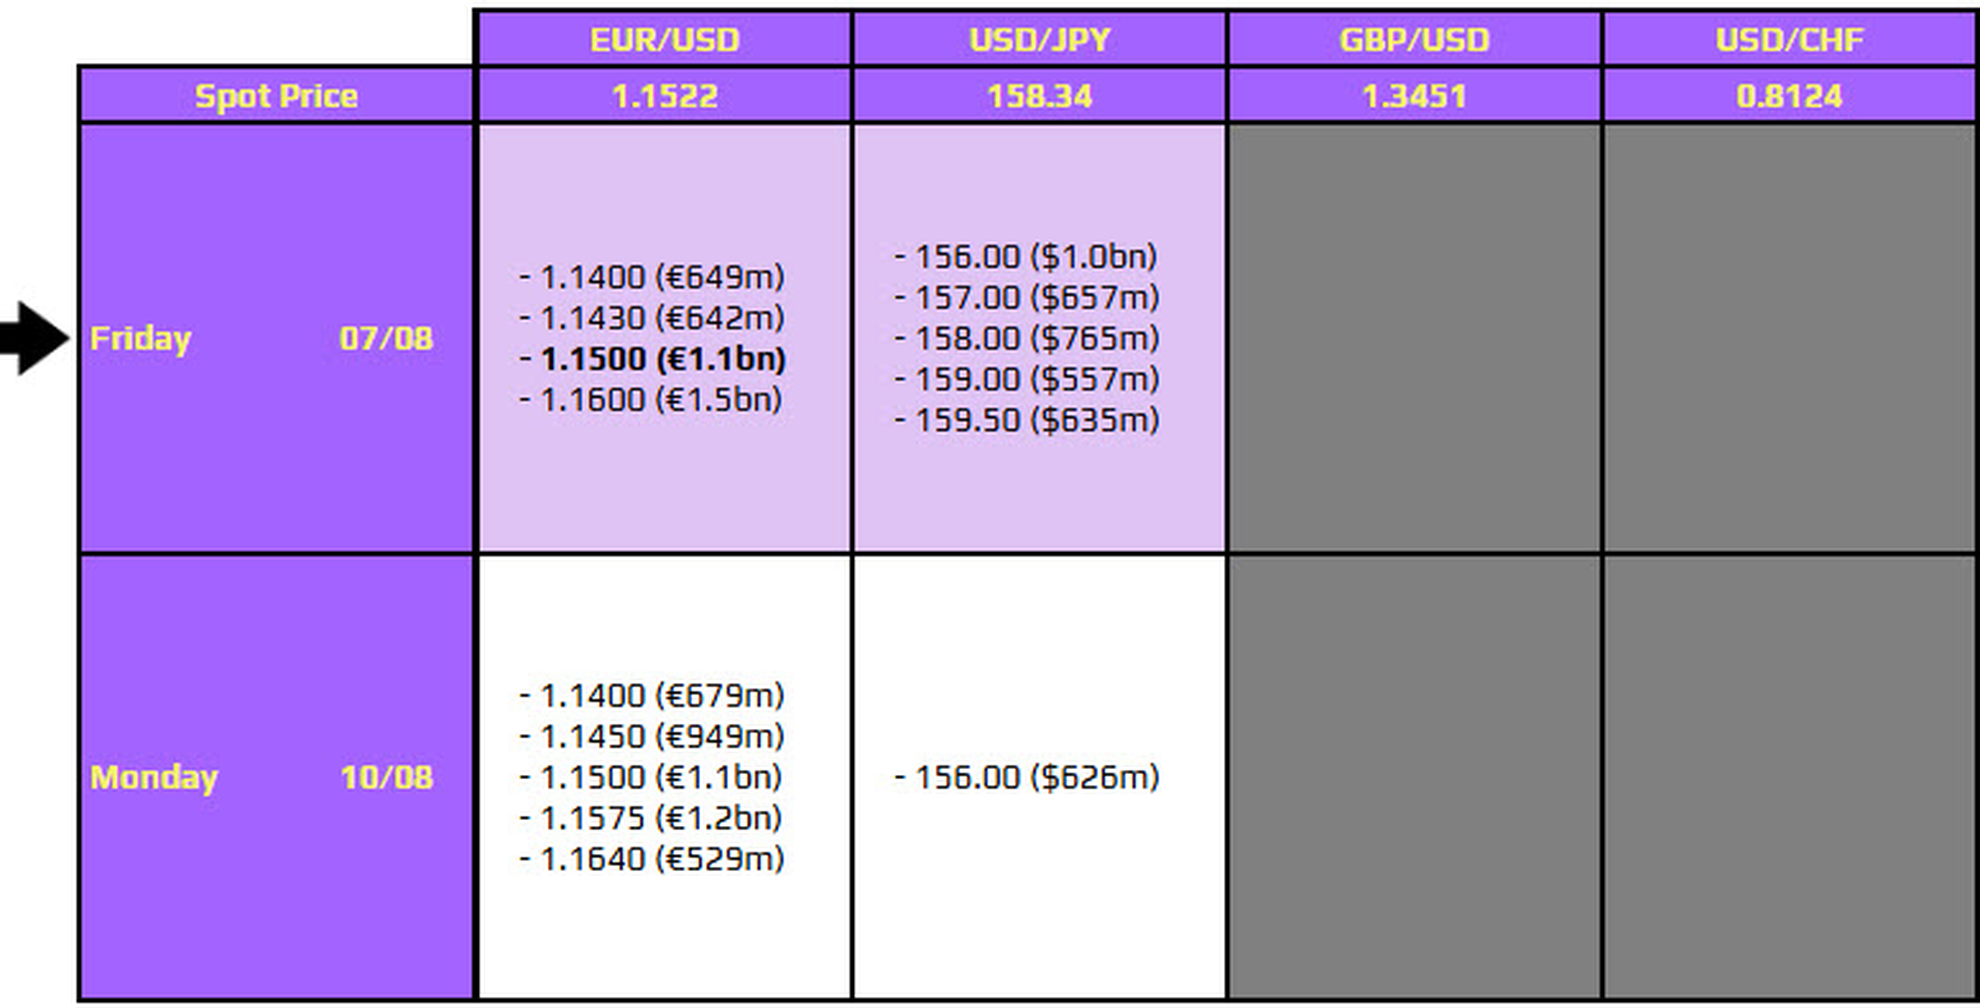 EUR/USD USD/JPY GBP/USD USD/CHF
Spot Price 1.1522 158.34 1.3451 0.8124
Friday 07/08
- 1.1400 (€649m)
- 1.1430 (€642m)
- 1.1500 (€1.1bn)
- 1.1600 (€1.5bn)
- 156.00 ($1.0bn)
- 157.00 ($657m)
- 158.00 ($765m)
- 159.00 ($557m)
- 159.50 ($635m)
Monday 10/08
- 1.1400 (€679m)
- 1.1450 (€949m)
- 1.1500 (€1.1bn)
- 1.1575 (€1.2bn)
- 1.1640 (€529m)
- 156.00 ($626m)